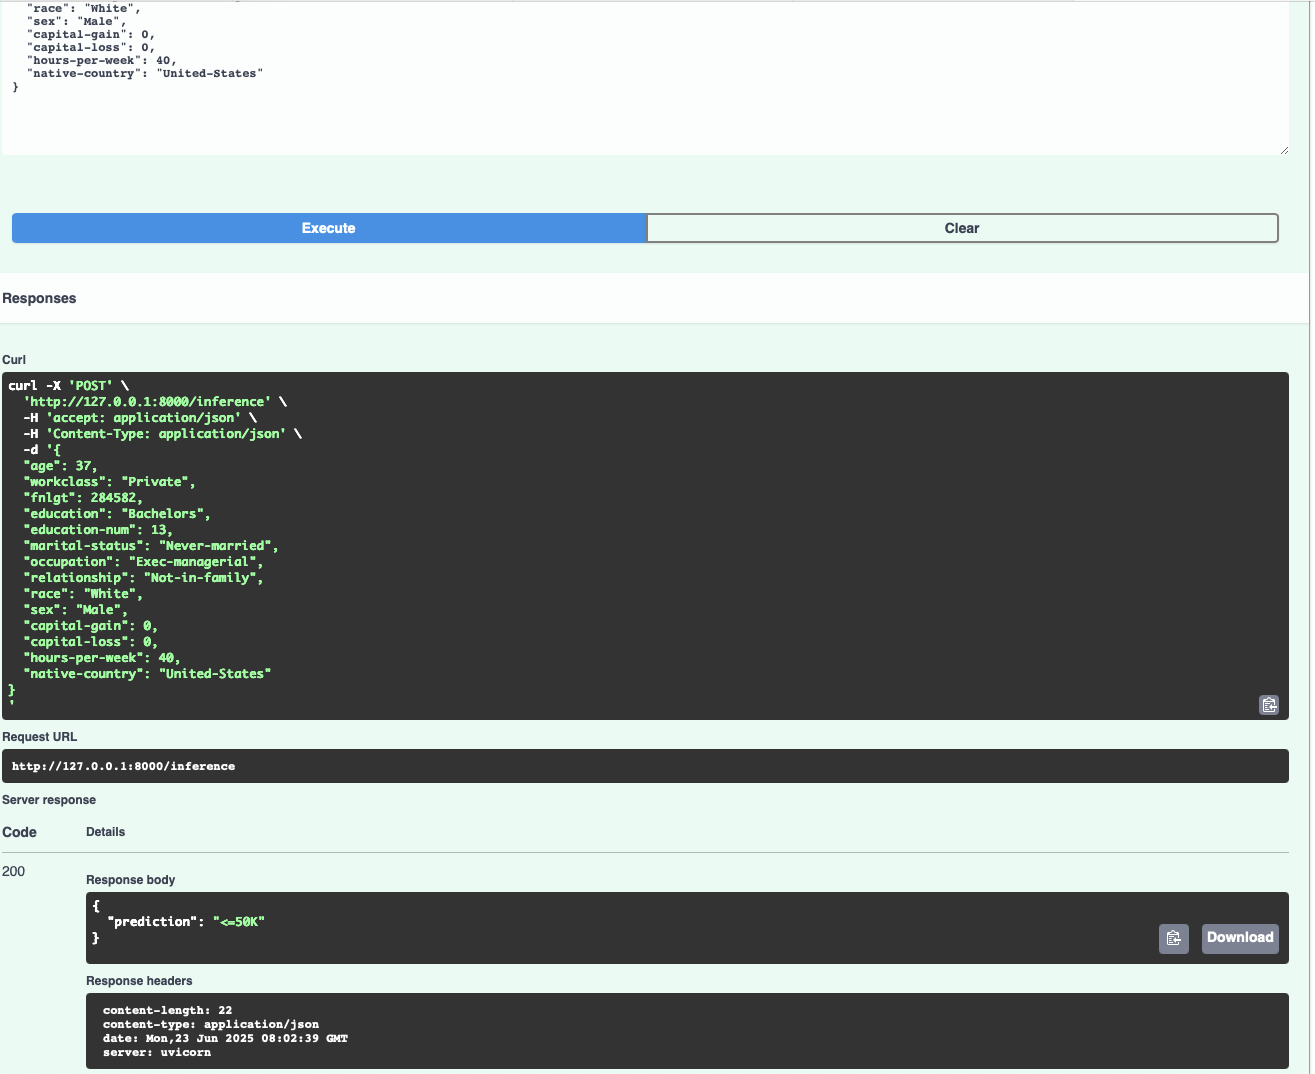 "race": "White",
"sex": "Male",
"capital-gain": 0,
"capital-loss": 0,
"hours-per-week": 40,
"native-country": "United-States"
}
Execute
Clear
Responses
Curl
curl -X 'POST' \
'http://127.0.0.1:8000/inference' \
-H 'accept: application/json' \
-H 'Content-Type: application/json' \
-d '{
"age": 37,
"workclass": "Private",
"fnlgt": 284582,
"education": "Bachelors",
"education-num": 13,
"marital-status": "Never-married",
"occupation": "Exec-managerial",
"relationship": "Not-in-family",
"race": "White",
"sex": "Male",
"capital-gain": 0,
"capital-loss": 0,
"hours-per-week": 40,
"native-country": "United-States"
}
'
Request URL
http://127.0.0.1:8000/inference
Server response
Code Details
200
Response body
{
"prediction": "<=50K"
}
Download
Response headers
content-length: 22
content-type: application/json
date: Mon,23 Jun 2025 08:02:39 GMT
server: uvicorn